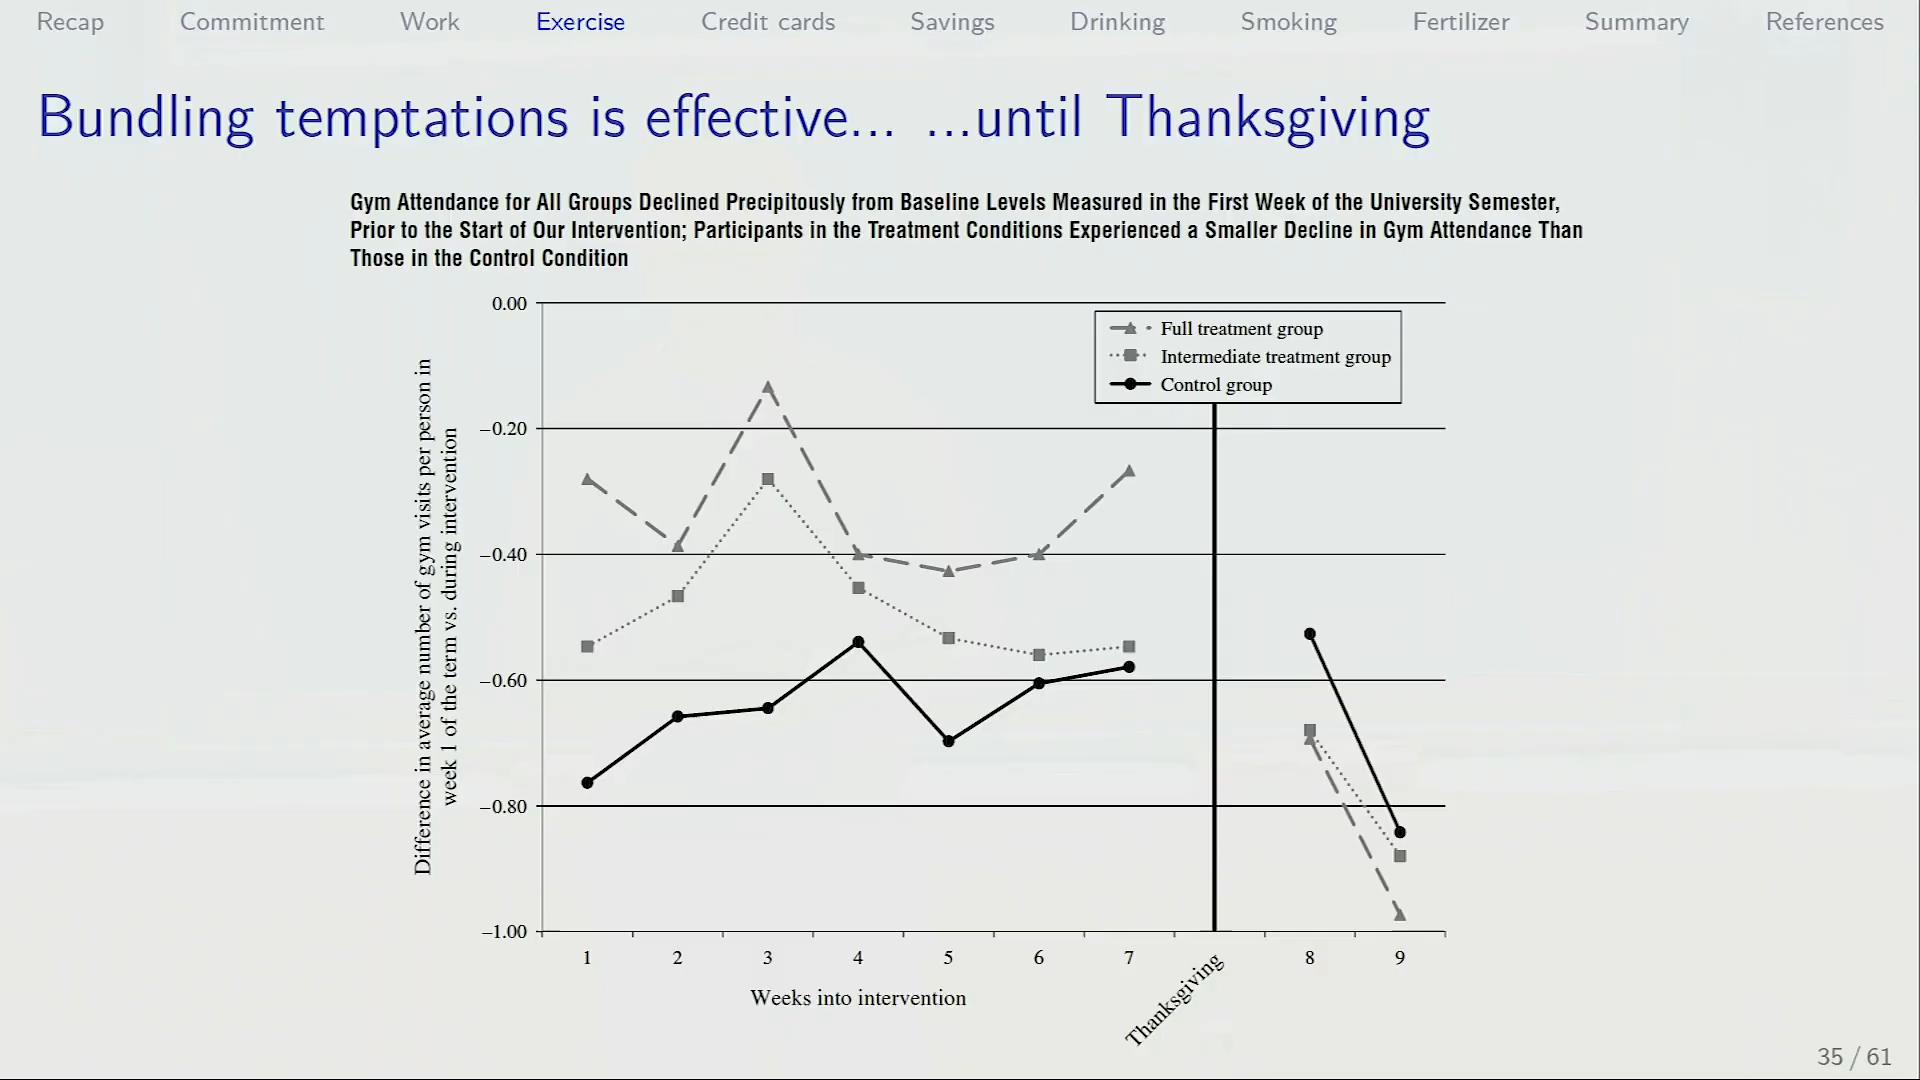 Recap Commitment Work Exercise Credit cards Savings Drinking Smoking Fertilizer Summary References
Bundling temptations is effective... ...until Thanksgiving
Gym Attendance for All Groups Declined Precipitously from Baseline Levels Measured in the First Week of the University Semester,
Prior to the Start of Our Intervention; Participants in the Treatment Conditions Experienced a Smaller Decline in Gym Attendance Than
Those in the Control Condition
Difference in average number of gym visits per person in
week 1 of the term vs. during intervention
0.00
−0.20
−0.40
−0.60
−0.80
−1.00
Full treatment group
Intermediate treatment group
Control group
1 2 3 4 5 6 7 Thanksgiving 8 9
Weeks into intervention
35 / 61